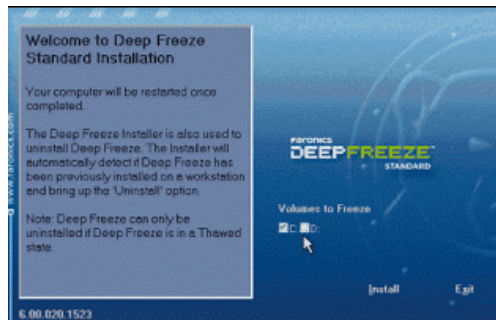 Welcome to Deep Freeze
Standard Installation
Your computer will be restarted once
completed.
The Deep Freeze Installer is also used to
uninstall Deep Freeze. The Installer will
automatically detect if Deep Freeze has
been previously installed on a workstation
and bring up the 'Uninstall' option.
Note: Deep Freeze can only be
uninstalled if Deep Freeze is in a Thawed
state.
www.faronics.com
FARONICS
DEEPFREEZE
STANDARD
Volumes to Freeze
C: D:
Install Exit
6.00.020.1523